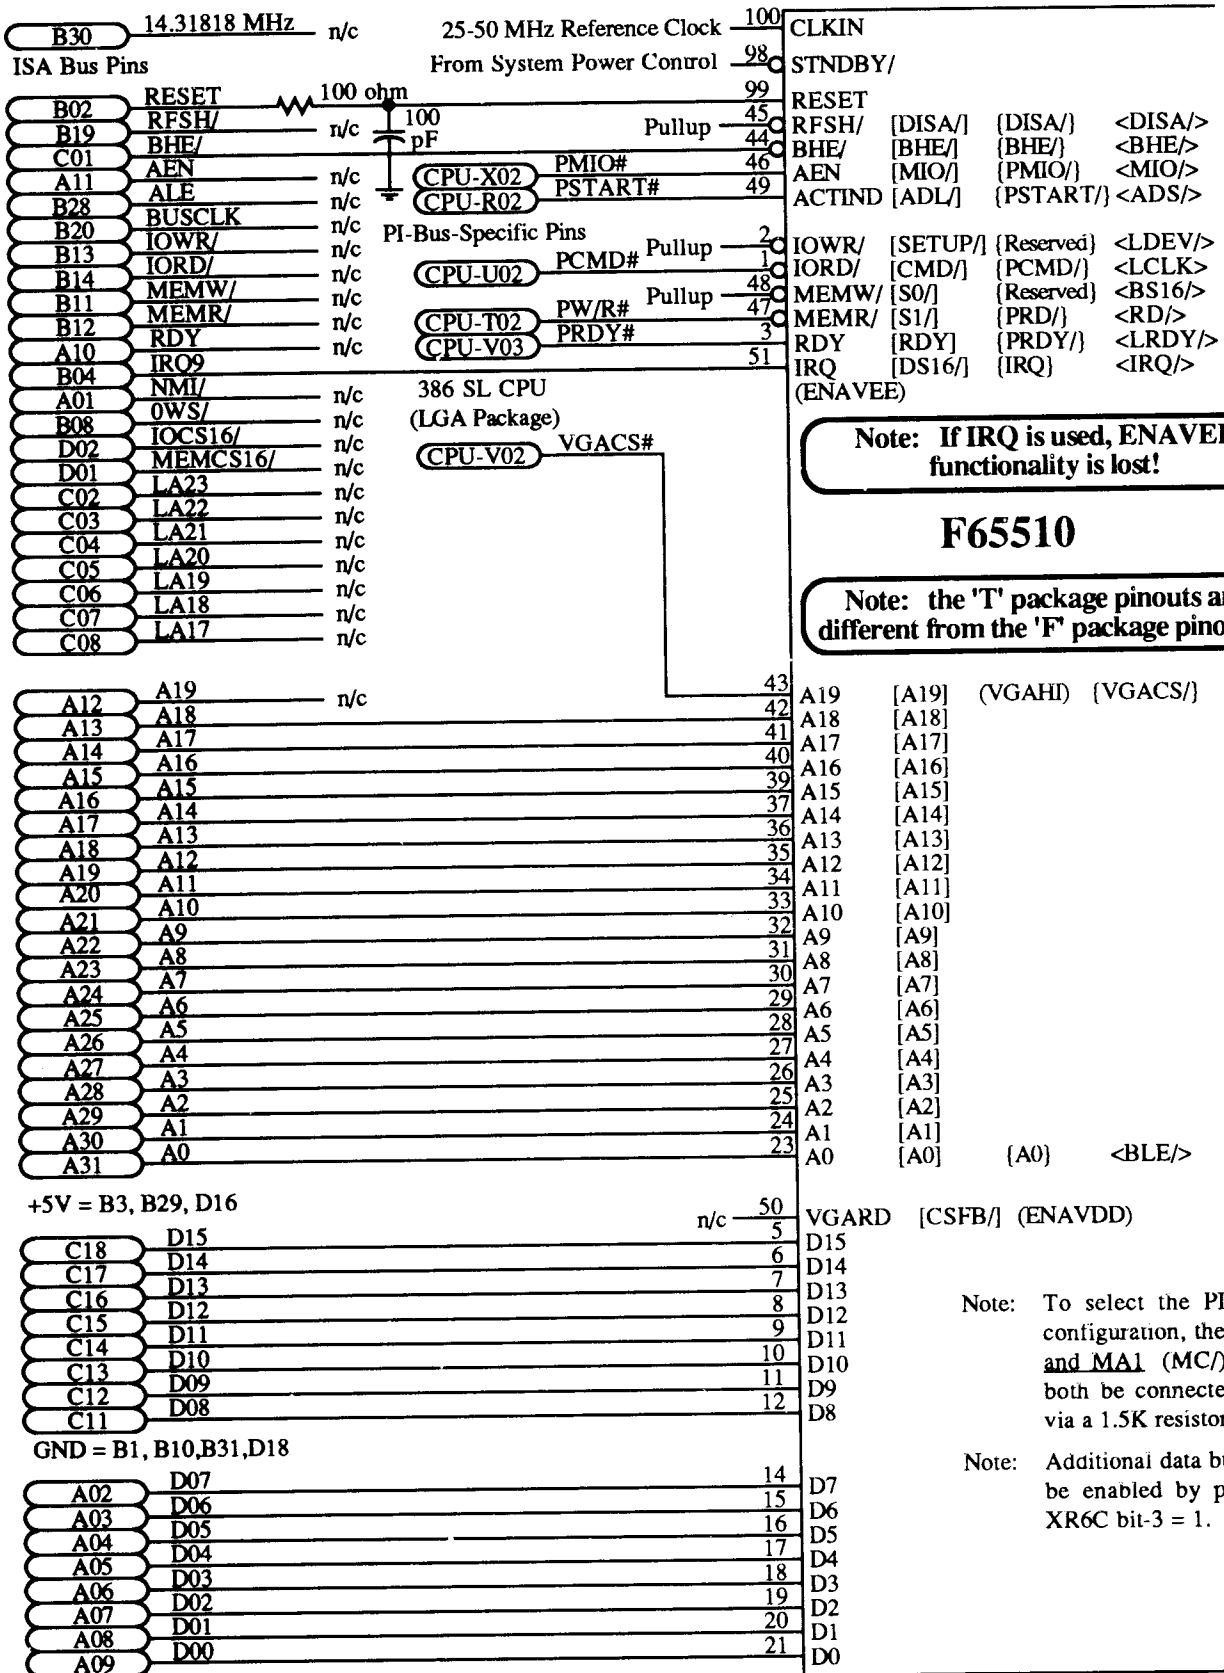 B30 14.31818 MHz n/c 25-50 MHz Reference Clock 100 CLKIN
ISA Bus Pins From System Power Control 98 STNDBY/
B02 RESET 100 ohm 99 RESET
B19 RFSH/ n/c 100 pF Pullup 45 RFSH/ [DISA/] {DISA/} <DISA/>
C01 BHE/ 44 BHE/ [BHE/] {BHE/} <BHE/>
A11 AEN n/c CPU-X02 PMIO# 46 AEN [MIO/] {PMIO/} <MIO/>
B28 ALE n/c CPU-R02 PSTART# 49 ACTIND [ADL/] {PSTART/} <ADS/>
B20 BUSCLK n/c PI-Bus-Specific Pins
B13 IOWR/ n/c Pullup 2 IOWR/ [SETUP/] {Reserved} <LDEV/>
B14 IORD/ n/c CPU-U02 PCMD# 1 IORD/ [CMD/] {PCMD/} <LCLK>
B11 MEMW/ n/c Pullup 48 MEMW/ [S0/] {Reserved} <BS16/>
B12 MEMR/ n/c CPU-T02 PW/R# 47 MEMR/ [S1/] {PRD/} <RD/>
A10 RDY n/c CPU-V03 PRDY# 3 RDY [RDY] {PRDY/} <LRDY/>
B04 IRQ9 51 IRQ [DS16/] {IRQ} <IRQ/>
A01 NMI/ n/c 386 SL CPU (ENAVEE)
B08 0WS/ n/c (LGA Package)
D02 IOCS16/ n/c CPU-V02 VGACS#
D01 MEMCS16/ n/c
Note: If IRQ is used, ENAVE
functionality is lost!
C02 LA23 n/c
C03 LA22 n/c
C04 LA21 n/c
C05 LA20 n/c
C06 LA19 n/c
C07 LA18 n/c
C08 LA17 n/c
F65510
Note: the 'T' package pinouts a
different from the 'F' package pino
A12 A19 n/c 43 A19 [A19] (VGAHI) {VGACS/}
A13 A18 42 A18 [A18]
A14 A17 41 A17 [A17]
A15 A16 40 A16 [A16]
A16 A15 39 A15 [A15]
A17 A14 37 A14 [A14]
A18 A13 36 A13 [A13]
A19 A12 35 A12 [A12]
A20 A11 34 A11 [A11]
A21 A10 33 A10 [A10]
A22 A9 32 A9 [A9]
A23 A8 31 A8 [A8]
A24 A7 30 A7 [A7]
A25 A6 29 A6 [A6]
A26 A5 28 A5 [A5]
A27 A4 27 A4 [A4]
A28 A3 26 A3 [A3]
A29 A2 25 A2 [A2]
A30 A1 24 A1 [A1]
A31 A0 23 A0 [A0] {A0} <BLE/>
+5V = B3, B29, D16
n/c 50 VGARD [CSFB/] (ENAVDD)
C18 D15 5 D15
C17 D14 6 D14
C16 D13 7 D13
C15 D12 8 D12
C14 D11 9 D11
C13 D10 10 D10
C12 D09 11 D9
C11 D08 12 D8
Note: To select the PI
configuration, the
and MA1 (MC/)
both be connecte
via a 1.5K resistor
GND = B1, B10,B31,D18
Note: Additional data b
be enabled by p
XR6C bit-3 = 1.
A02 D07 14 D7
A03 D06 15 D6
A04 D05 16 D5
A05 D04 17 D4
A06 D03 18 D3
A07 D02 19 D2
A08 D01 20 D1
A09 D00 21 D0